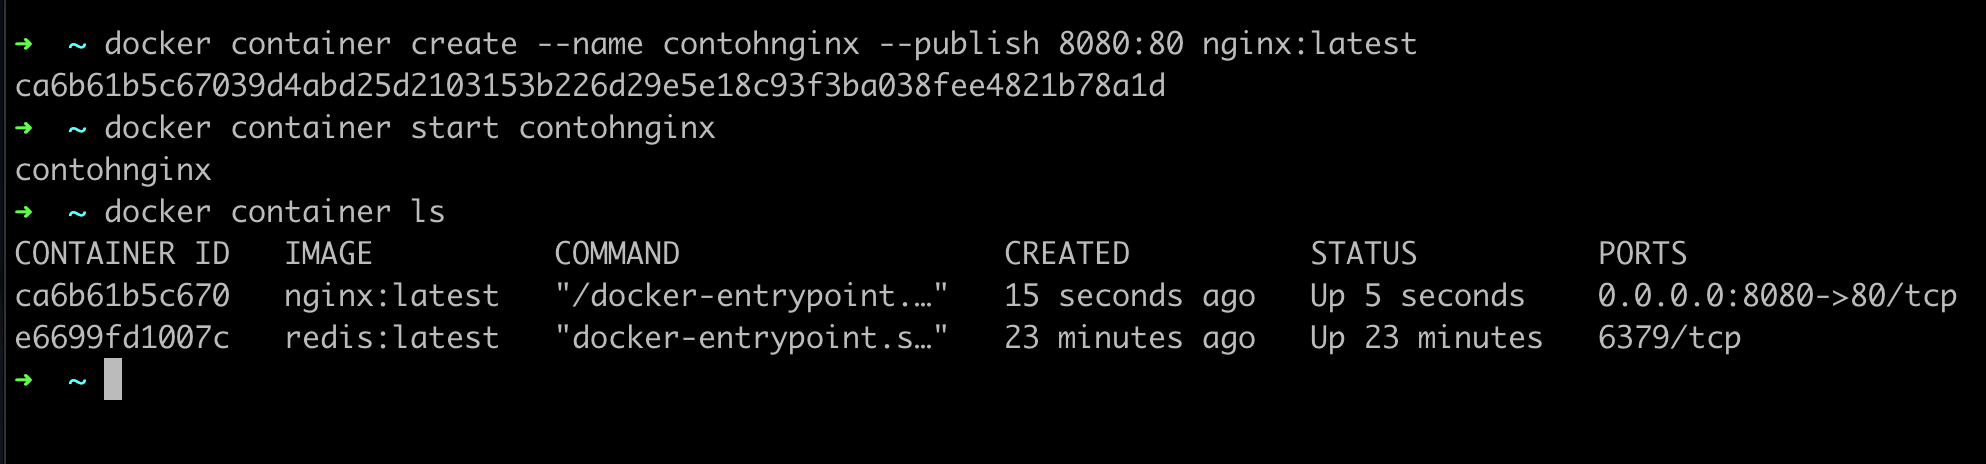 ➜  ~ docker container create --name contohnginx --publish 8080:80 nginx:latest
ca6b61b5c67039d4abd25d2103153b226d29e5e18c93f3ba038fee4821b78a1d
➜  ~ docker container start contohnginx
contohnginx
➜  ~ docker container ls
CONTAINER ID   IMAGE          COMMAND                  CREATED          STATUS          PORTS
ca6b61b5c670   nginx:latest   "/docker-entrypoint.…"   15 seconds ago   Up 5 seconds    0.0.0.0:8080->80/tcp
e6699fd1007c   redis:latest   "docker-entrypoint.s…"   23 minutes ago   Up 23 minutes   6379/tcp
➜  ~